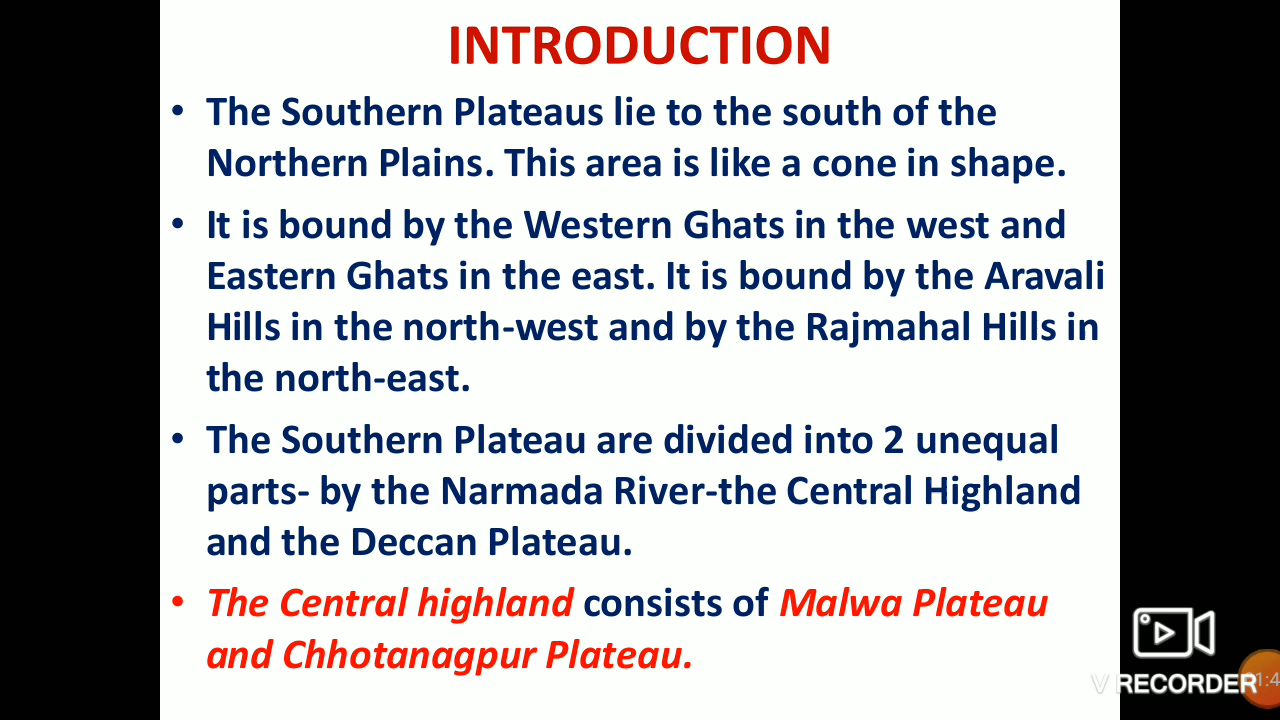 INTRODUCTION
• The Southern Plateaus lie to the south of the
Northern Plains. This area is like a cone in shape.
• It is bound by the Western Ghats in the west and
Eastern Ghats in the east. It is bound by the Aravali
Hills in the north-west and by the Rajmahal Hills in
the north-east.
• The Southern Plateau are divided into 2 unequal
parts- by the Narmada River-the Central Highland
and the Deccan Plateau.
• The Central highland consists of Malwa Plateau
and Chhotanagpur Plateau.
V RECORDER